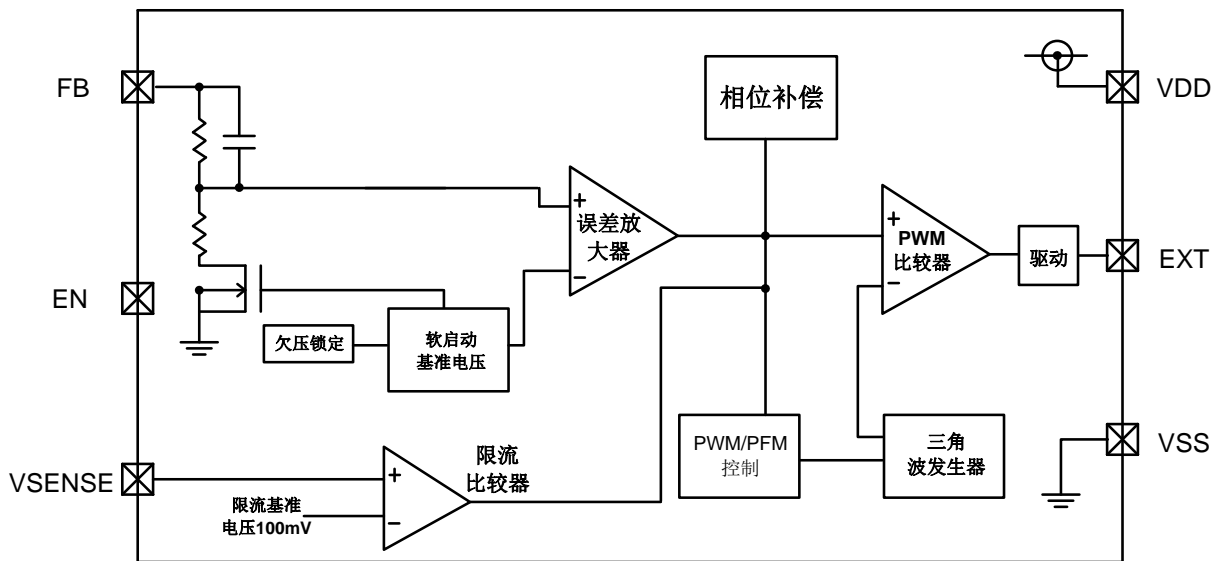 FB
相位补偿
VDD
+
误差放
大器
−
+
PWM
比较器
−
驱动
EXT
EN
欠压锁定
软启动
基准电压
VSENSE
限流基准
电压100mV
+
−
限流
比较器
PWM/PFM
控制
三角
波发生器
VSS